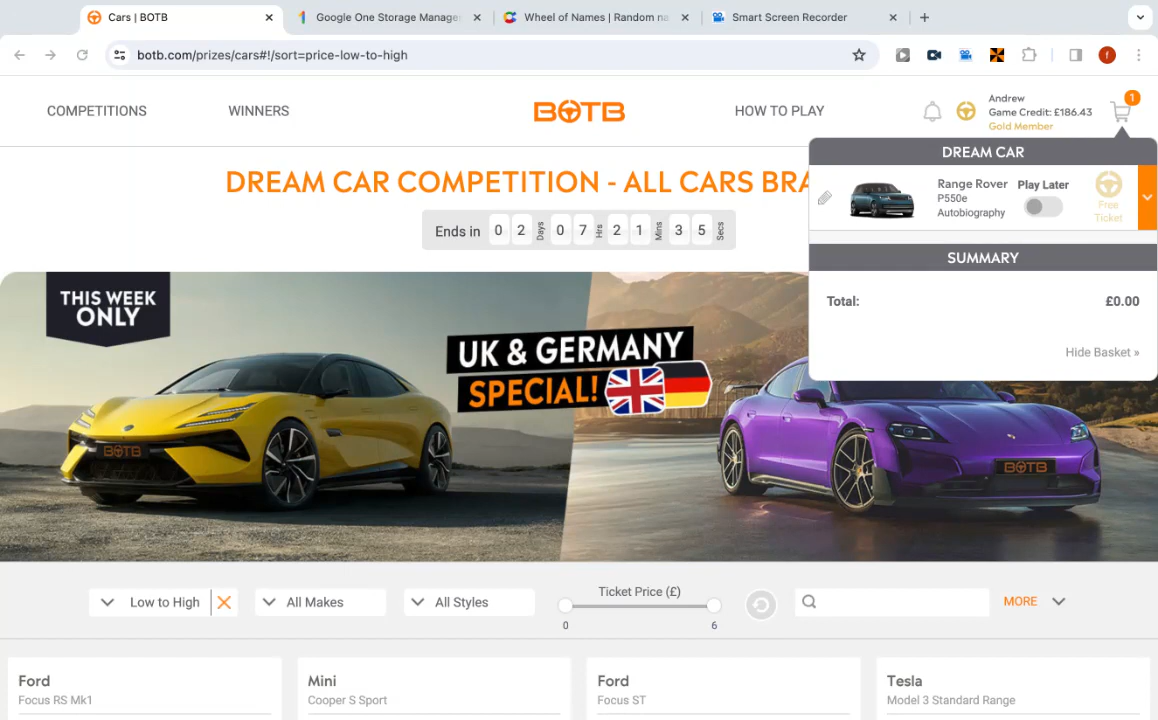 Cars | BOTB
Google One Storage Manage
Wheel of Names | Random na
Smart Screen Recorder
botb.com/prizes/cars#!/sort=price-low-to-high
f
COMPETITIONS
WINNERS
BOTB
HOW TO PLAY
Andrew
Game Credit: £186.43
Gold Member
1
DREAM CAR COMPETITION - ALL CARS BRA
Ends in 0 2 Days 0 7 Hrs 2 1 Mins 3 5 Secs
DREAM CAR
Range Rover
P550e
Autobiography
Play Later
Free
Ticket
SUMMARY
Total: £0.00
Hide Basket »
THIS WEEK
ONLY
UK & GERMANY
SPECIAL!
BOTB
BOTB
Low to High
All Makes
All Styles
Ticket Price (£)
0 6
MORE
Ford
Focus RS Mk1
Mini
Cooper S Sport
Ford
Focus ST
Tesla
Model 3 Standard Range